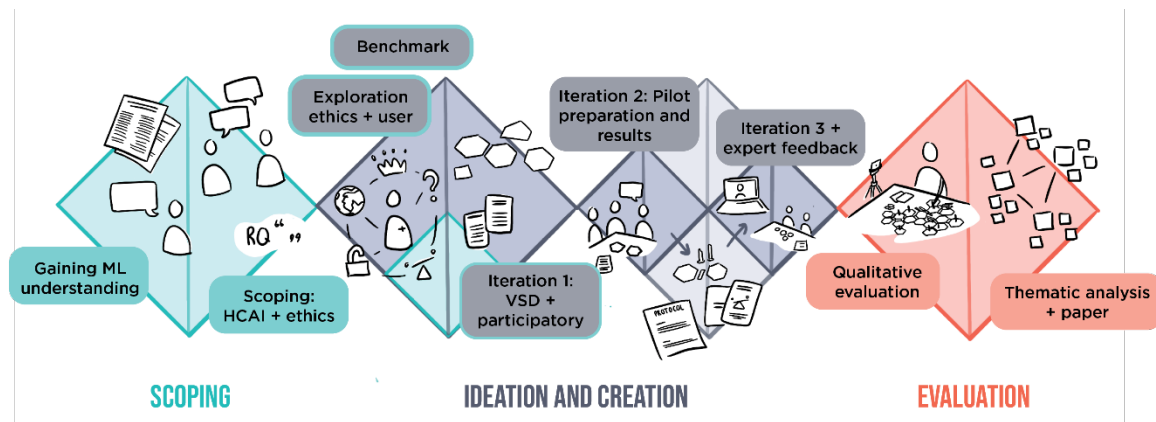 Benchmark
Exploration
ethics + user
Iteration 2: Pilot
preparation and
results
Iteration 3 +
expert feedback
RQ “ ”
Gaining ML
understanding
Scoping:
HCAI + ethics
Iteration 1:
VSD +
participatory
PROTOCOL
Qualitative
evaluation
Thematic analysis
+ paper
SCOPING
IDEATION AND CREATION
EVALUATION